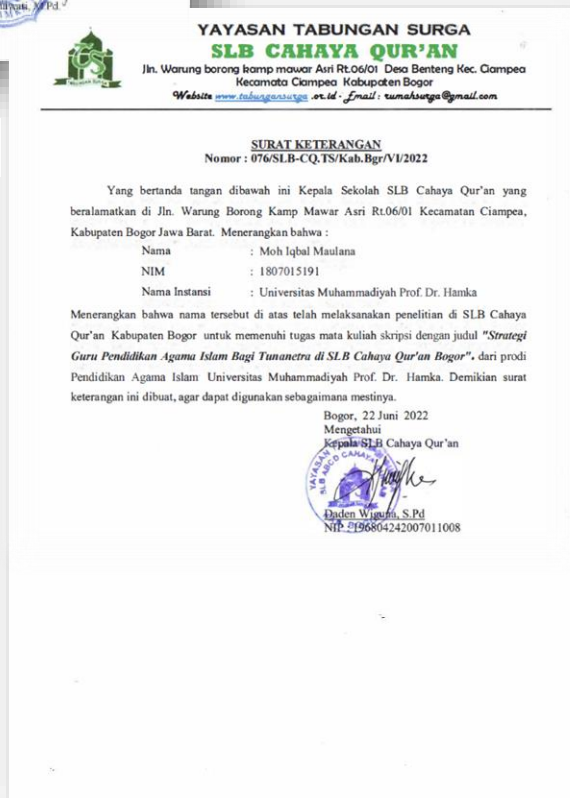 M.Pd.
YAYASAN TABUNGAN SURGA
SLB CAHAYA QUR'AN
Jln. Warung borong kamp mawar Asri Rt.06/01 Desa Benteng Kec. Ciampea
Kecamata Ciampea Kabupaten Bogor
Website www.tabungansurga .or.id - Email : rumahsurga@gmail.com
SURAT KETERANGAN
Nomor : 076/SLB-CQ.TS/Kab.Bgr/VI/2022
Yang bertanda tangan dibawah ini Kepala Sekolah SLB Cahaya Qur'an yang
beralamatkan di Jln. Warung Borong Kamp Mawar Asri Rt.06/01 Kecamatan Ciampea,
Kabupaten Bogor Jawa Barat. Menerangkan bahwa :
Nama : Moh Iqbal Maulana
NIM : 1807015191
Nama Instansi : Universitas Muhammadiyah Prof. Dr. Hamka
Menerangkan bahwa nama tersebut di atas telah melaksanakan penelitian di SLB Cahaya
Qur'an Kabupaten Bogor untuk memenuhi tugas mata kuliah skripsi dengan judul "Strategi
Guru Pendidikan Agama Islam Bagi Tunanetra di SLB Cahaya Qur'an Bogor". dari prodi
Pendidikan Agama Islam Universitas Muhammadiyah Prof. Dr. Hamka. Demikian surat
keterangan ini dibuat, agar dapat digunakan sebagaimana mestinya.
Bogor, 22 Juni 2022
Mengetahui
Kepala SLB Cahaya Qur'an
YAYASAN
SLB ABCD CAHAYA
BOGOR
Daden Wiguna, S.Pd
NIP : 196804242007011008